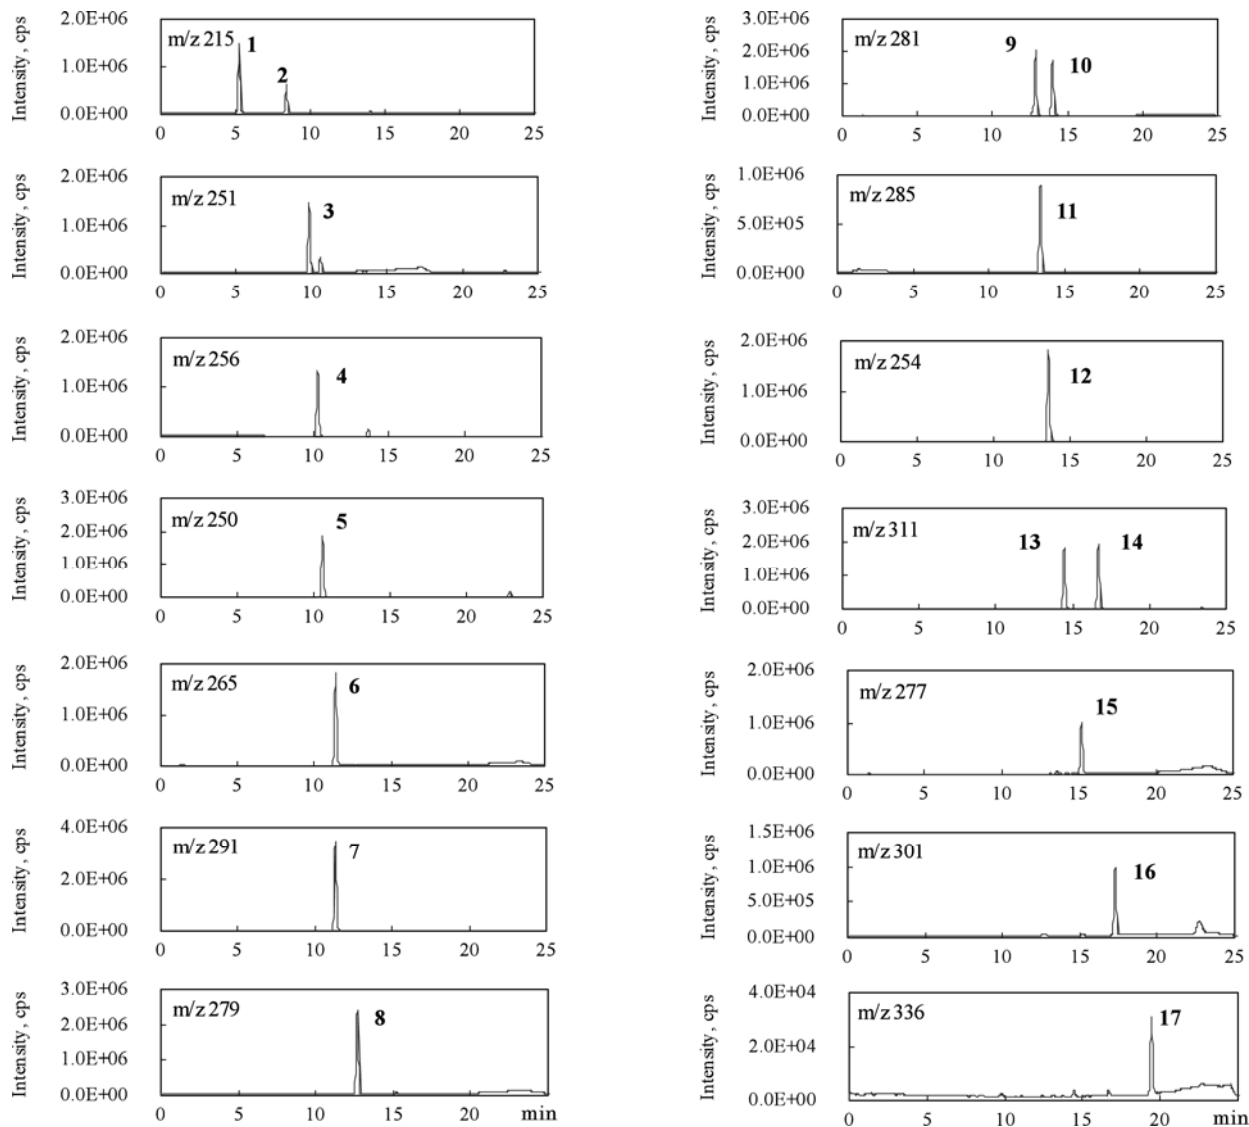 Intensity, cps
2.0E+06
1.0E+06
0.0E+00
m/z 215
1
2
0 5 10 15 20 25
Intensity, cps
2.0E+06
1.0E+06
0.0E+00
m/z 251
3
0 5 10 15 20 25
Intensity, cps
2.0E+06
1.0E+06
0.0E+00
m/z 256
4
0 5 10 15 20 25
Intensity, cps
3.0E+06
2.0E+06
1.0E+06
0.0E+00
m/z 250
5
0 5 10 15 20 25
Intensity, cps
2.0E+06
1.0E+06
0.0E+00
m/z 265
6
0 5 10 15 20 25
Intensity, cps
4.0E+06
2.0E+06
0.0E+00
m/z 291
7
0 5 10 15 20 25
Intensity, cps
3.0E+06
2.0E+06
1.0E+06
0.0E+00
m/z 279
8
0 5 10 15 20 min
Intensity, cps
3.0E+06
2.0E+06
1.0E+06
0.0E+00
m/z 281
9
10
0 5 10 15 20 25
Intensity, cps
1.0E+06
5.0E+05
0.0E+00
m/z 285
11
0 5 10 15 20 25
Intensity, cps
2.0E+06
1.0E+06
0.0E+00
m/z 254
12
0 5 10 15 20 25
Intensity, cps
3.0E+06
2.0E+06
1.0E+06
0.0E+00
m/z 311
13 14
0 5 10 15 20 25
Intensity, cps
2.0E+06
1.0E+06
0.0E+00
m/z 277
15
0 5 10 15 20 25
Intensity, cps
1.5E+06
1.0E+06
5.0E+05
0.0E+00
m/z 301
16
0 5 10 15 20 25
Intensity, cps
4.0E+04
2.0E+04
0.0E+00
m/z 336
17
0 5 10 15 20 min